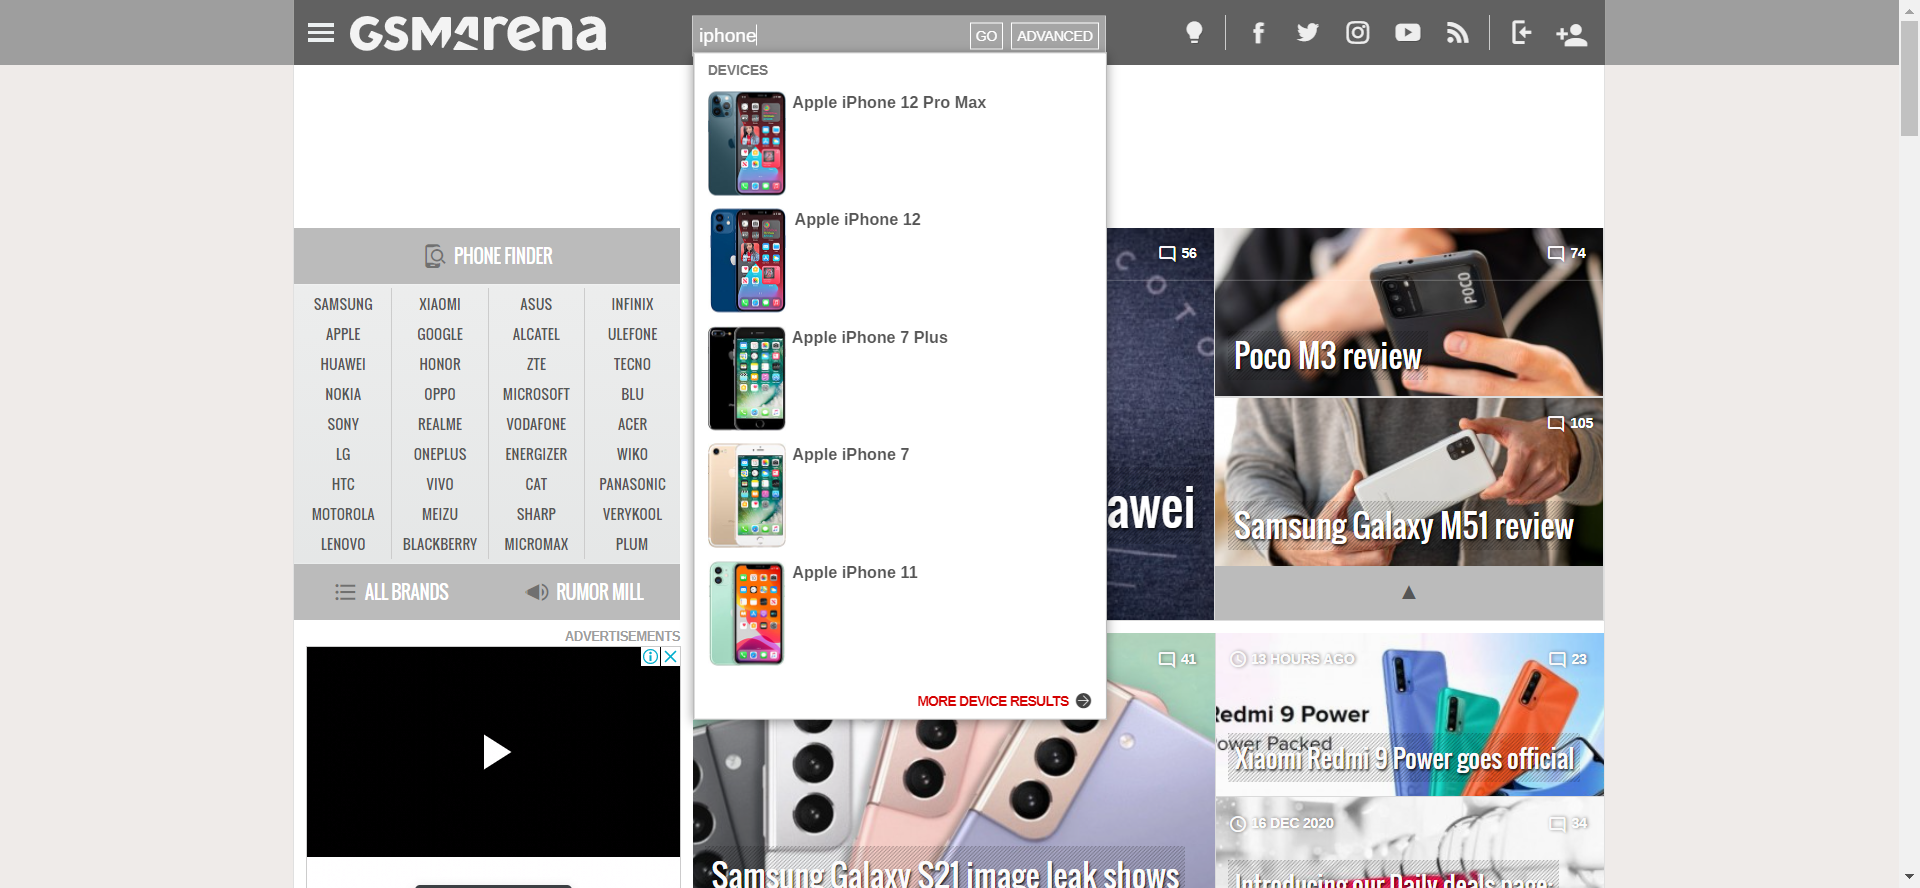 GSMArena
iphone
GO
ADVANCED
DEVICES
Apple iPhone 12 Pro Max
Apple iPhone 12
Apple iPhone 7 Plus
Apple iPhone 7
Apple iPhone 11
MORE DEVICE RESULTS
PHONE FINDER
SAMSUNG XIAOMI ASUS INFINIX
APPLE GOOGLE ALCATEL ULEFONE
HUAWEI HONOR ZTE TECNO
NOKIA OPPO MICROSOFT BLU
SONY REALME VODAFONE ACER
LG ONEPLUS ENERGIZER WIKO
HTC VIVO CAT PANASONIC
MOTOROLA MEIZU SHARP VERYKOOL
LENOVO BLACKBERRY MICROMAX PLUM
ALL BRANDS
RUMOR MILL
ADVERTISEMENTS
56
awei
74
POCO
Poco M3 review
105
Samsung Galaxy M51 review
41
Samsung Galaxy S21 image leak shows
13 HOURS AGO
23
Redmi 9 Power
ower Packed
Xiaomi Redmi 9 Power goes official
16 DEC 2020
34
Introducing our Daily deals page: